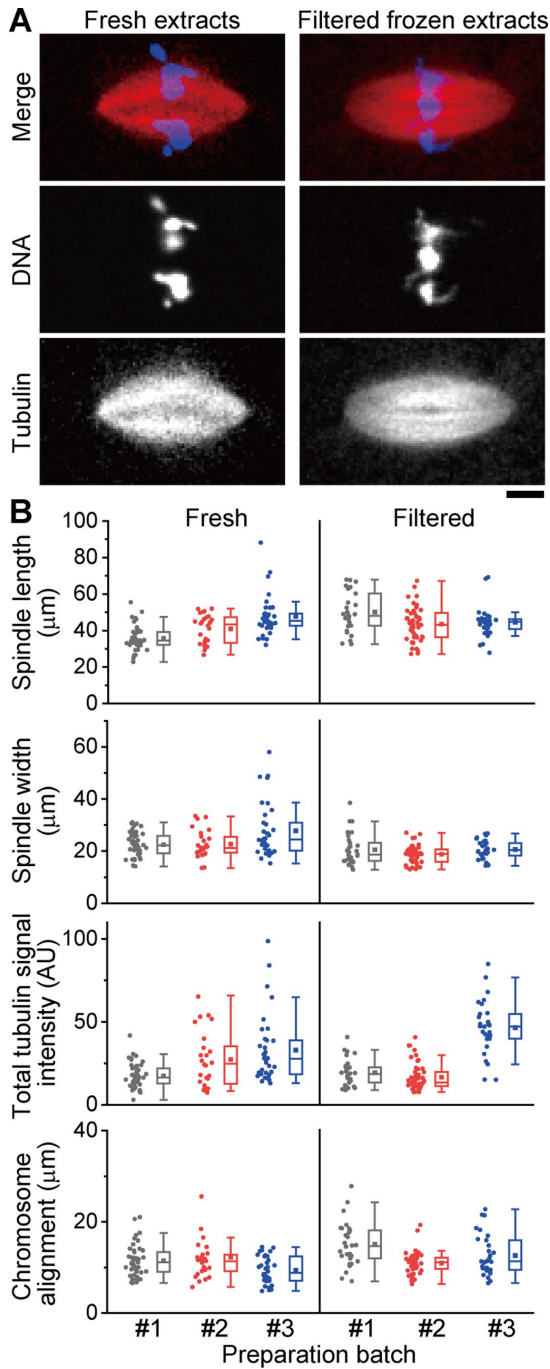 A
Fresh extracts
Filtered frozen extracts
Merge
DNA
Tubulin
B
Fresh
Filtered
Spindle length
(μm)
100
80
60
40
20
0
Spindle width
(μm)
60
40
20
0
Total tubulin signal
intensity (AU)
100
50
0
Chromosome
alignment (μm)
40
20
0
#1
#2
#3
#1
#2
#3
Preparation batch